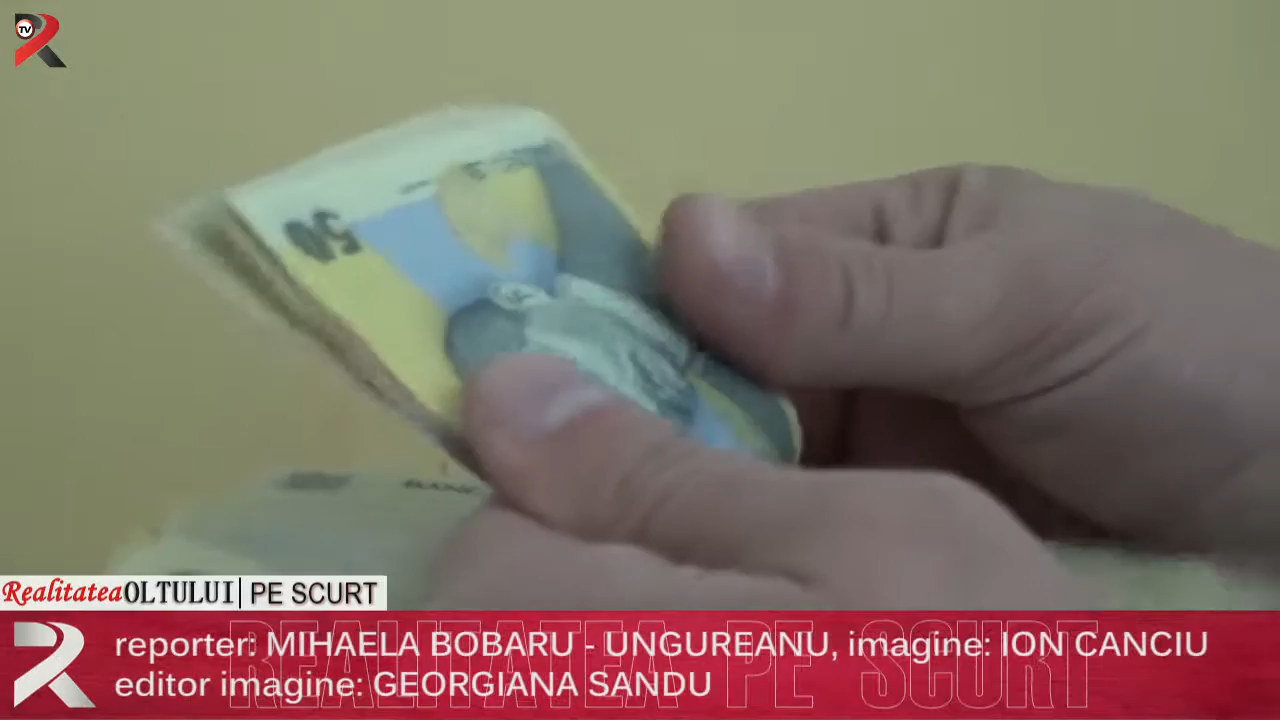 TV
50
BANC
RealitateaOLTULUI PE SCURT
REALITATEA PE SCURT
reporter: MIHAELA BOBARU - UNGUREANU, imagine: ION CANCIU
editor imagine: GEORGIANA SANDU